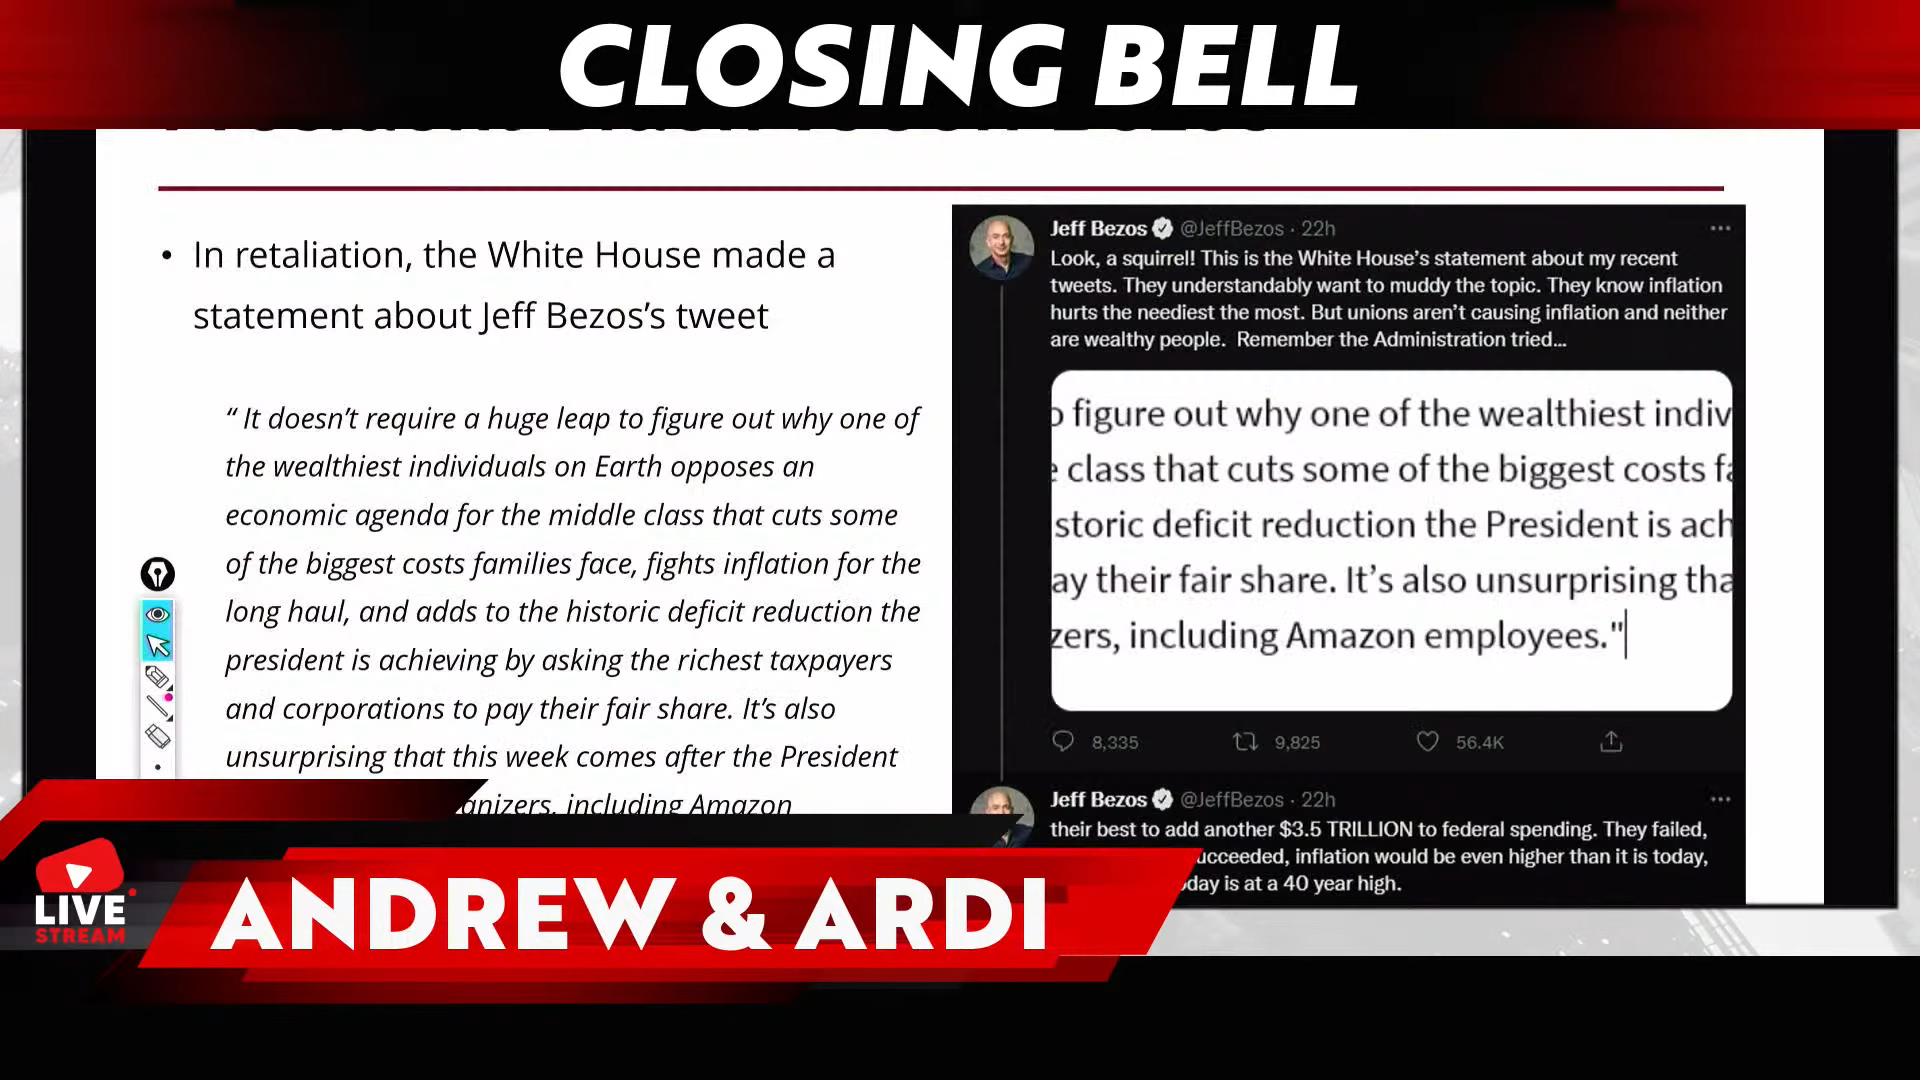 CLOSING BELL
In retaliation, the White House made a
statement about Jeff Bezos’s tweet
“ It doesn’t require a huge leap to figure out why one of
the wealthiest individuals on Earth opposes an
economic agenda for the middle class that cuts some
of the biggest costs families face, fights inflation for the
long haul, and adds to the historic deficit reduction the
president is achieving by asking the richest taxpayers
and corporations to pay their fair share. It’s also
unsurprising that this week comes after the President
anizers, including Amazon
Jeff Bezos @JeffBezos · 22h
Look, a squirrel! This is the White House’s statement about my recent
tweets. They understandably want to muddy the topic. They know inflation
hurts the neediest the most. But unions aren’t causing inflation and neither
are wealthy people.  Remember the Administration tried...
figure out why one of the wealthiest indiv
class that cuts some of the biggest costs fa
storic deficit reduction the President is ach
ay their fair share. It’s also unsurprising tha
zers, including Amazon employees."
8,335 9,825 56.4K
Jeff Bezos @JeffBezos · 22h
their best to add another $3.5 TRILLION to federal spending. They failed,
ucceeded, inflation would be even higher than it is today,
day is at a 40 year high.
LIVE
STREAM
ANDREW & ARDI